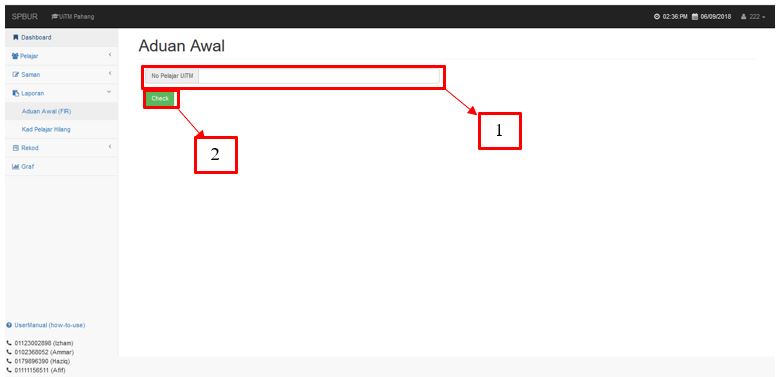 SPBUR UiTM Pahang 02:36:PM 06/09/2018 222
Dashboard
Pelajar
Saman
Laporan
Aduan Awal (FIR)
Kad Pelajar Hilang
Rekod
Graf
UserManual (how-to-use)
01123002898 (Izham)
0102368052 (Ammar)
0179896390 (Haziq)
01111156511 (Afif)
Aduan Awal
No Pelajar UiTM
Check
1
2